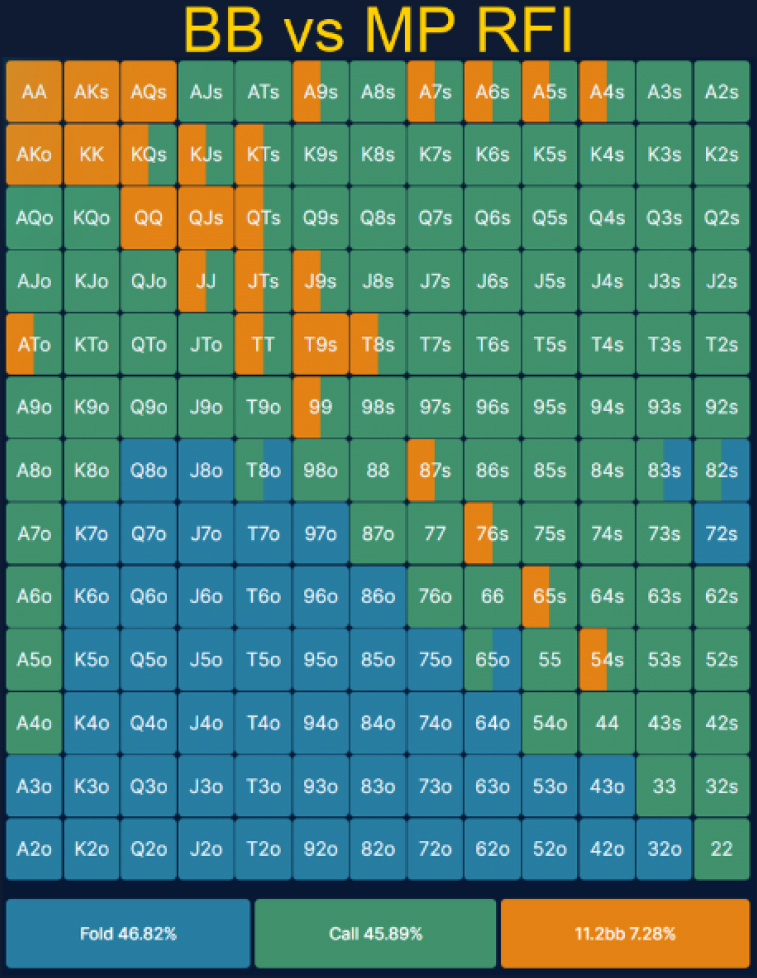 BB vs MP RFI
AA AKs AQs AJs ATs A9s A8s A7s A6s A5s A4s A3s A2s
AKo KK KQs KJs KTs K9s K8s K7s K6s K5s K4s K3s K2s
AQo KQo QQ QJs QTs Q9s Q8s Q7s Q6s Q5s Q4s Q3s Q2s
AJo KJo QJo JJ JTs J9s J8s J7s J6s J5s J4s J3s J2s
ATo KTo QTo JTo TT T9s T8s T7s T6s T5s T4s T3s T2s
A9o K9o Q9o J9o T9o 99 98s 97s 96s 95s 94s 93s 92s
A8o K8o Q8o J8o T8o 98o 88 87s 86s 85s 84s 83s 82s
A7o K7o Q7o J7o T7o 97o 87o 77 76s 75s 74s 73s 72s
A6o K6o Q6o J6o T6o 96o 86o 76o 66 65s 64s 63s 62s
A5o K5o Q5o J5o T5o 95o 85o 75o 65o 55 54s 53s 52s
A4o K4o Q4o J4o T4o 94o 84o 74o 64o 54o 44 43s 42s
A3o K3o Q3o J3o T3o 93o 83o 73o 63o 53o 43o 33 32s
A2o K2o Q2o J2o T2o 92o 82o 72o 62o 52o 42o 32o 22
Fold 46.82% Call 45.89% 11.2bb 7.28%